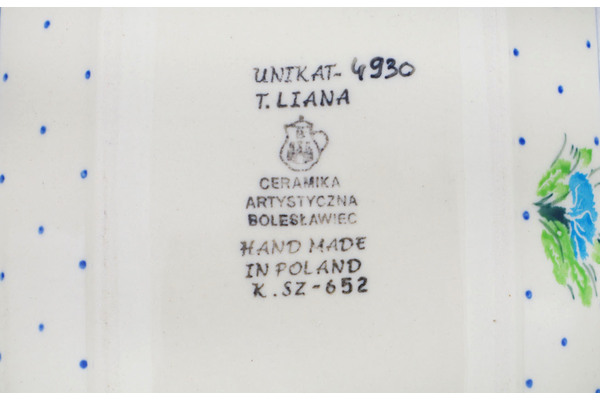 UNIKAT-4930
T. LIANA
CERAMIKA
ARTYSTYCZNA
BOLESŁAWIEC
HAND MADE
IN POLAND
K. SZ-652